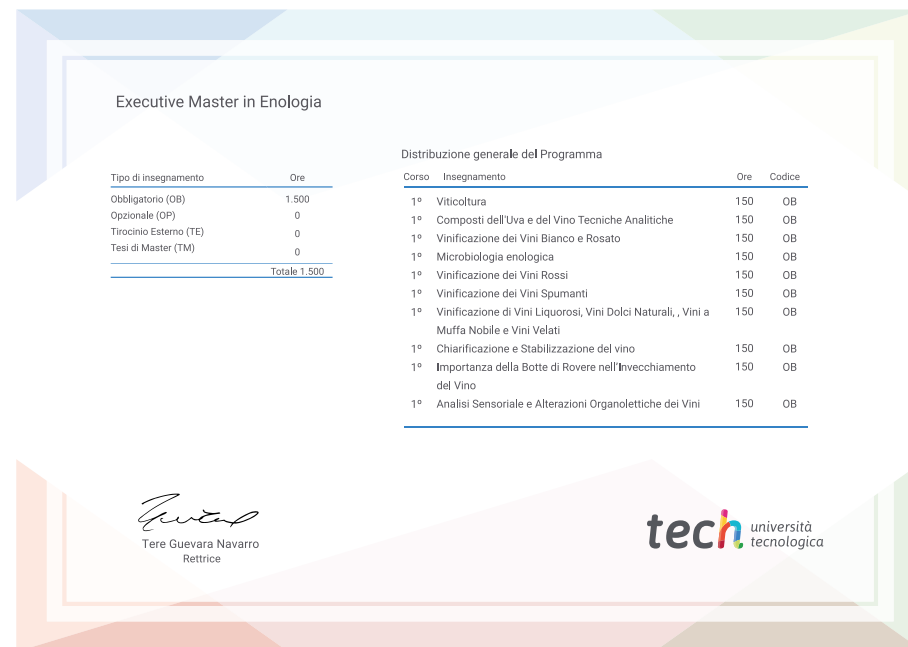 Executive Master in Enologia
Tipo di insegnamento Ore
Obbligatorio (OB) 1.500
Opzionale (OP) 0
Tirocinio Esterno (TE) 0
Tesi di Master (TM) 0
Totale 1.500
Distribuzione generale del Programma
Corso Insegnamento Ore Codice
1º Viticoltura 150 OB
1º Composti dell'Uva e del Vino Tecniche Analitiche 150 OB
1º Vinificazione dei Vini Bianco e Rosato 150 OB
1º Microbiologia enologica 150 OB
1º Vinificazione dei Vini Rossi 150 OB
1º Vinificazione dei Vini Spumanti 150 OB
1º Vinificazione di Vini Liquorosi, Vini Dolci Naturali, , Vini a 150 OB
Muffa Nobile e Vini Velati
1º Chiarificazione e Stabilizzazione del vino 150 OB
1º Importanza della Botte di Rovere nell'Invecchiamento 150 OB
del Vino
1º Analisi Sensoriale e Alterazioni Organolettiche dei Vini 150 OB
Tere Guevara Navarro
Rettrice
tech università
tecnologica